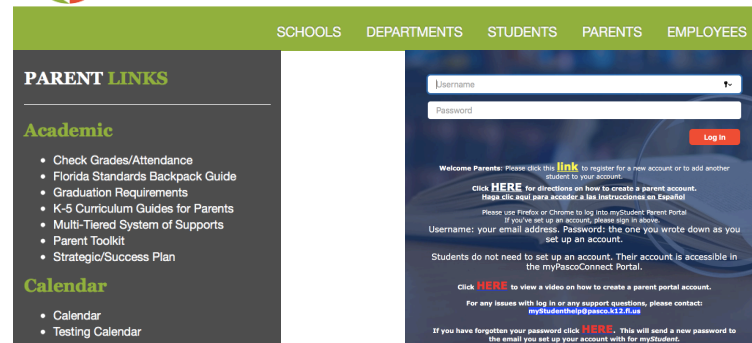 SCHOOLS DEPARTMENTS STUDENTS PARENTS EMPLOYEES
PARENT LINKS
Academic
• Check Grades/Attendance
• Florida Standards Backpack Guide
• Graduation Requirements
• K-5 Curriculum Guides for Parents
• Multi-Tiered System of Supports
• Parent Toolkit
• Strategic/Success Plan
Calendar
• Calendar
• Testing Calendar
Username
Password
Log In
Welcome Parents: Please click this link to register for a new account or to add another
student to your account.
Click HERE for directions on how to create a parent account.
Haga clic aquí para acceder a las instrucciones en Español
Please use Firefox or Chrome to log into myStudent Parent Portal
If you've set up an account, please sign in above.
Username: your email address. Password: the one you wrote down as you
set up an account.
Students do not need to set up an account. Their account is accessible in
the myPascoConnect Portal.
Click HERE to view a video on how to create a parent portal account.
For any issues with log in or any support questions, please contact:
myStudenthelp@pasco.k12.fl.us
If you have forgotten your password click HERE. This will send a new password to
the email you set up your account with for myStudent.